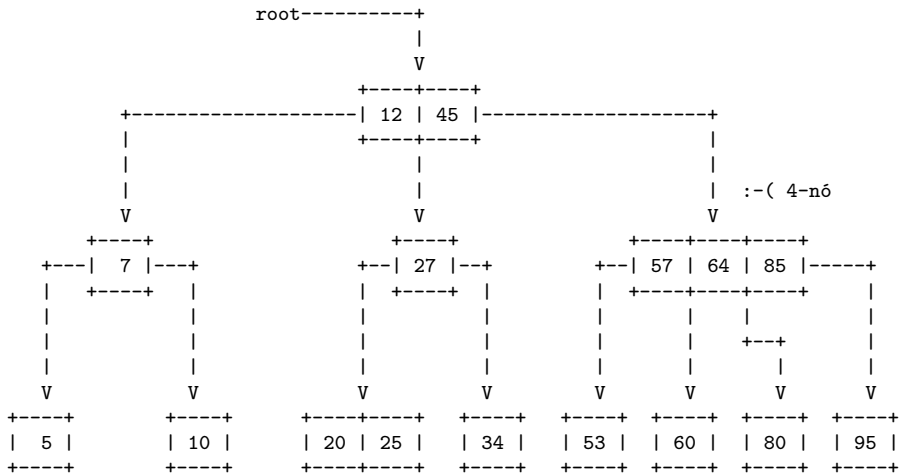 root----------+
|
V
+----+----+
+--------------------| 12 | 45 |--------------------+
| +----+----+ |
| | |
| | |
| | | :-( 4-nó
V V V
+----+ +----+ +----+----+----+
+---| 7 |---+ +--| 27 |--+ +--| 57 | 64 | 85 |-----+
| +----+ | | +----+ | | +----+----+----+ |
| | | | | | | |
| | | | | | +--+ |
| | | | | | | |
V V V V V V V V
+----+ +----+ +----+----+ +----+ +----+ +----+ +----+ +----+
| 5 | | 10 | | 20 | 25 | | 34 | | 53 | | 60 | | 80 | | 95 |
+----+ +----+ +----+----+ +----+ +----+ +----+ +----+ +----+